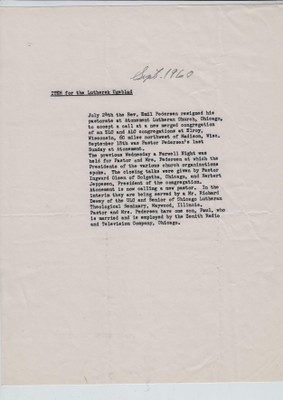 Sept. 1960
ITEM for the Lutheran Ungdad
July 29th the Rev. Emil Pedersen resigned his
pastorate at Atonement Lutheran Church, Chicago,
to accept a call at a new merged congregation of
an ELC and ALC congregations at Elroy,
Wisconsin, 60 miles northwest of Madison, Wisc.
September 18th was Pastor Pedersen's last
Sunday at Atonement.
The previous Wednesday a Farwell Night was
held for Pastor and Mrs. Pedersen at which the
Presidents of the various church organizations
spoke. The closing talks were given by Pastor
Ingvard Olsen of Golgotha, Chicago, and Herbert
Jeppesen, President of the congregation.
Atonement is now calling a new pastor. In the
interim they are being served by a Mr. Richard
Dewey of the ULC and Senior of Chicago Lutheran
Theological Seminary, Maywood, Illinois.
Pastor and Mrs. Pedersen have one son, Paul, who
is married and is employed by the Zenith Radio
and Television Company, Chicago.